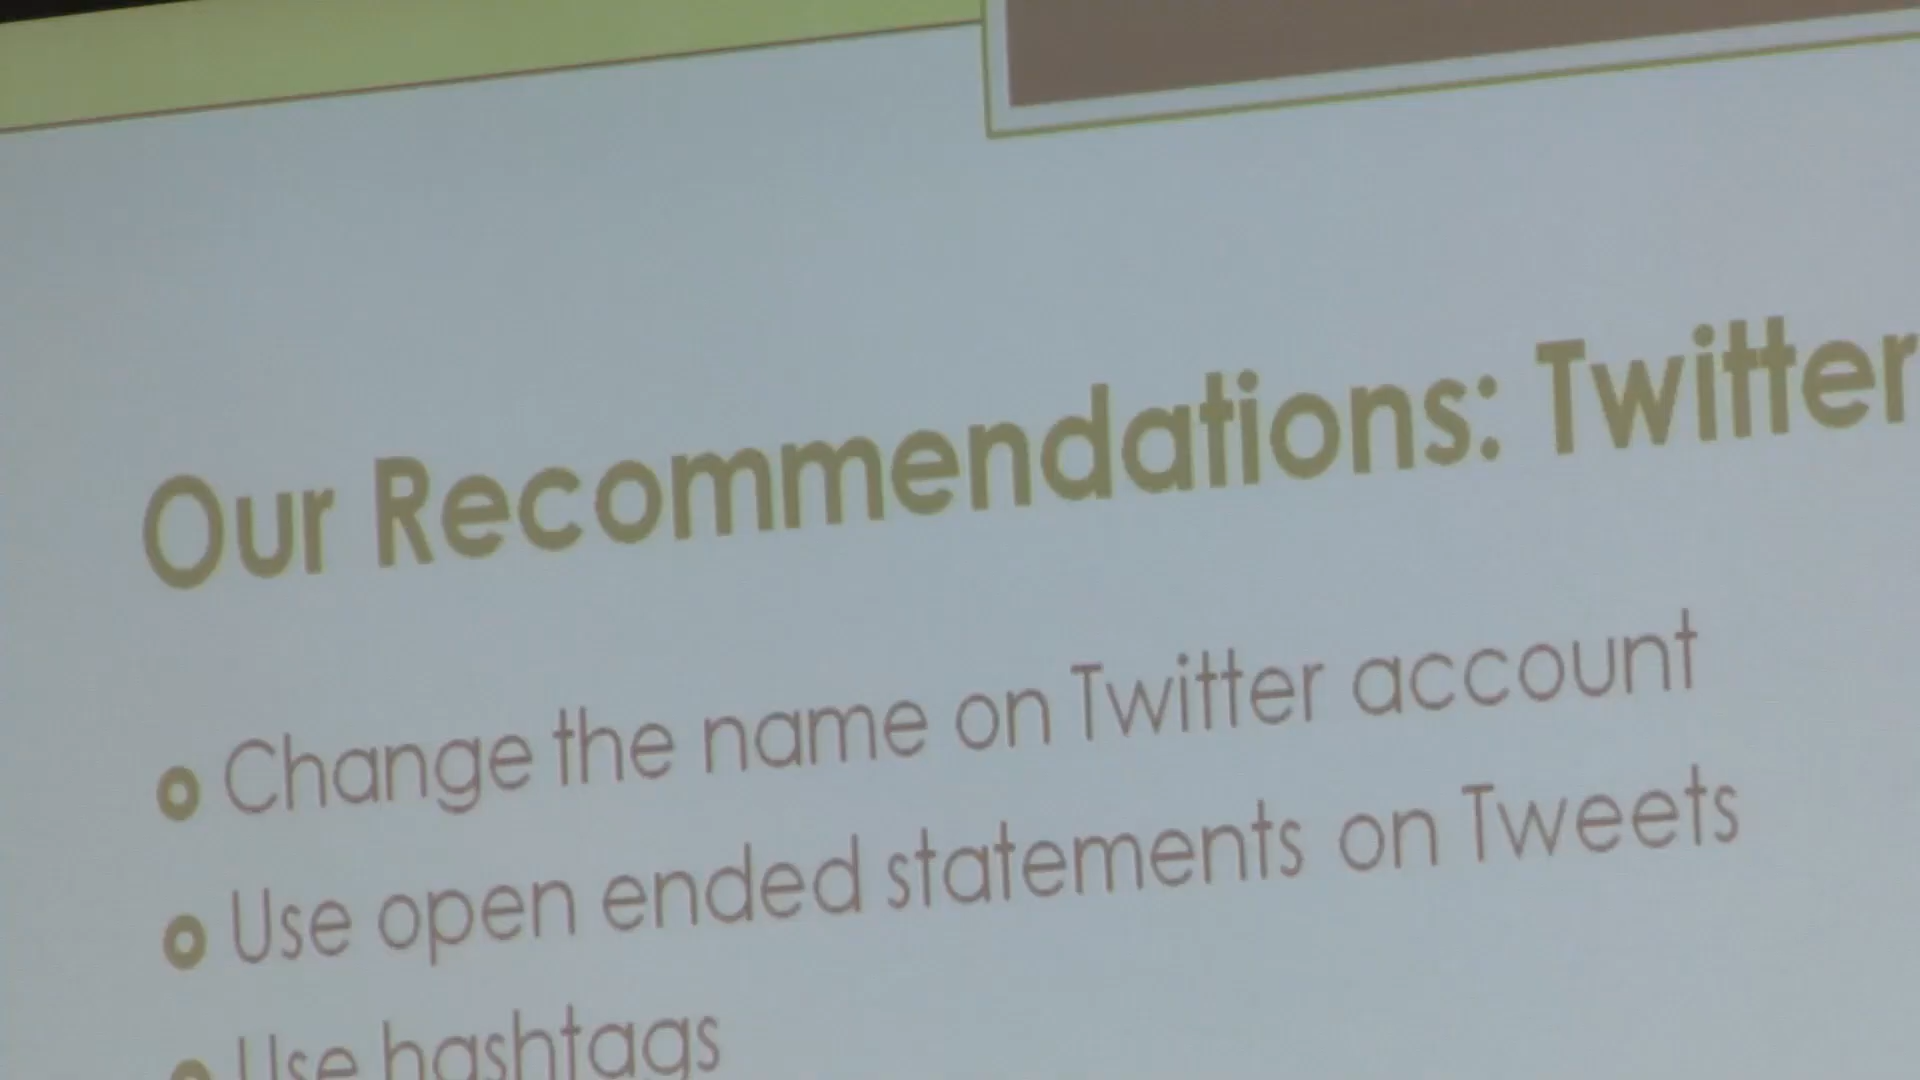 Our Recommendations: Twitter
Change the name on Twitter account
Use open ended statements on Tweets
Use hashtags